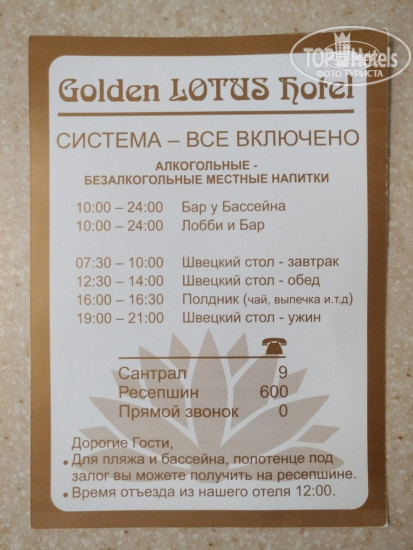 TOPHotels
ФОТО ТУРИСТА
Golden LOTUS Hotel
СИСТЕМА – ВСЕ ВКЛЮЧЕНО
АЛКОГОЛЬНЫЕ -
БЕЗАЛКОГОЛЬНЫЕ МЕСТНЫЕ НАПИТКИ
10:00 – 24:00 Бар у Бассейна
10:00 – 24:00 Лобби и Бар
07:30 – 10:00 Швецкий стол - завтрак
12:30 – 14:00 Швецкий стол - обед
16:00 – 16:30 Полдник (чай, выпечка и.т.д)
19:00 – 21:00 Швецкий стол - ужин
Сантрал 9
Ресепшин 600
Прямой звонок 0
Дорогие Гости,
• Для пляжа и бассейна, полотенце под
залог вы можете получить на ресепшине.
• Время отъезда из нашего отеля 12:00.